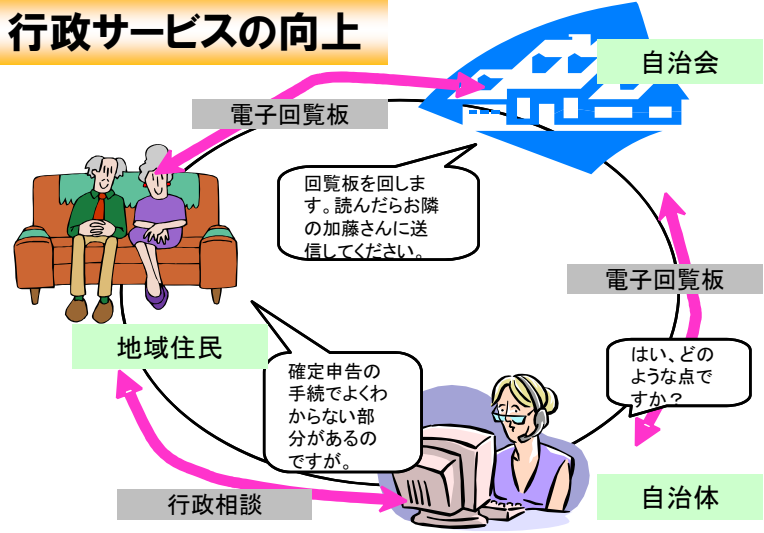 行政サービスの向上
自治会
電子回覧板
回覧板を回しま
す。読んだらお隣
の加藤さんに送
信してください。
電子回覧板
地域住民
はい、どの
ような点で
すか？
確定申告の
手続でよくわ
からない部
分があるの
ですが。
行政相談
自治体